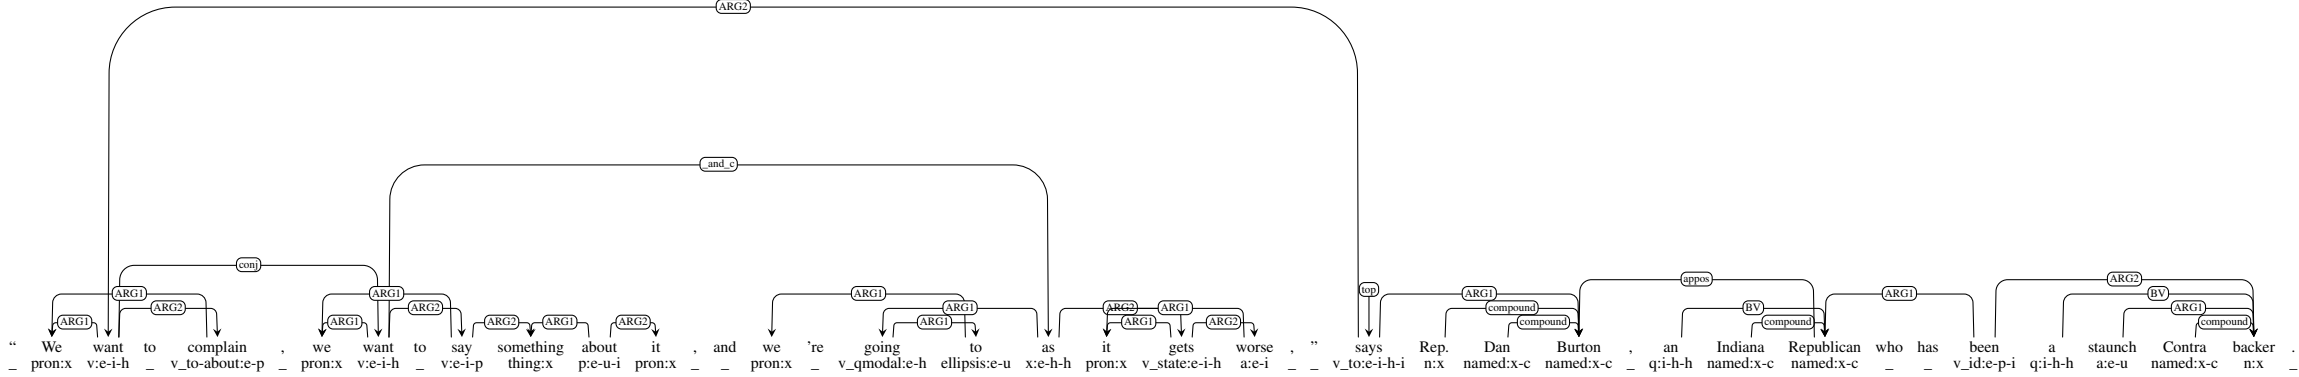 ARG2
_and_c
conj
appos ARG2
top
ARG1 ARG1 ARG1 ARG1 ARG1 BV
ARG2 ARG2 ARG1 ARG2 ARG1 compound BV ARG1
ARG1 ARG1 ARG2 ARG1 ARG2 ARG1 ARG1 ARG2 compound compound compound
“ We want to complain , we want to say something about it , and we ’re going to as it gets worse , ” says Rep. Dan Burton , an Indiana Republican who has been a staunch Contra backer .
_ pron:x v:e-i-h _ v_to-about:e-p _ pron:x v:e-i-h _ v:e-i-p thing:x p:e-u-i pron:x _ _ pron:x _ v_qmodal:e-h ellipsis:e-u x:e-h-h pron:x v_state:e-i-h a:e-i _ _ v_to:e-i-h-i n:x named:x-c named:x-c _ q:i-h-h named:x-c named:x-c _ _ v_id:e-p-i q:i-h-h a:e-u named:x-c n:x _